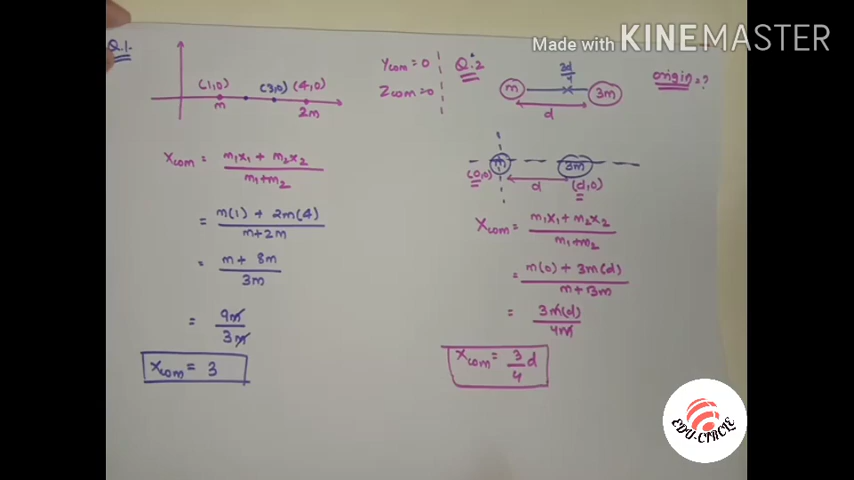 Made with KINEMASTER
Q.1.
(1,0) (3,0) (4,0)
m 2m
Ycom = 0
Zcom = 0
Xcom = m₁x₁ + m₂x₂ / m₁+m₂
= m(1) + 2m(4) / m+2m
= m + 8m / 3m
= 9m / 3m
Xcom = 3
Q.2
3d/4
m 3m
d
origin = ?
m 3m
(0,0) d (d,0)
Xcom = m₁x₁ + m₂x₂ / m₁+m₂
= m(0) + 3m(d) / m + 3m
= 3m(d) / 4m
Xcom = 3/4 d
EDU-CIRCLE